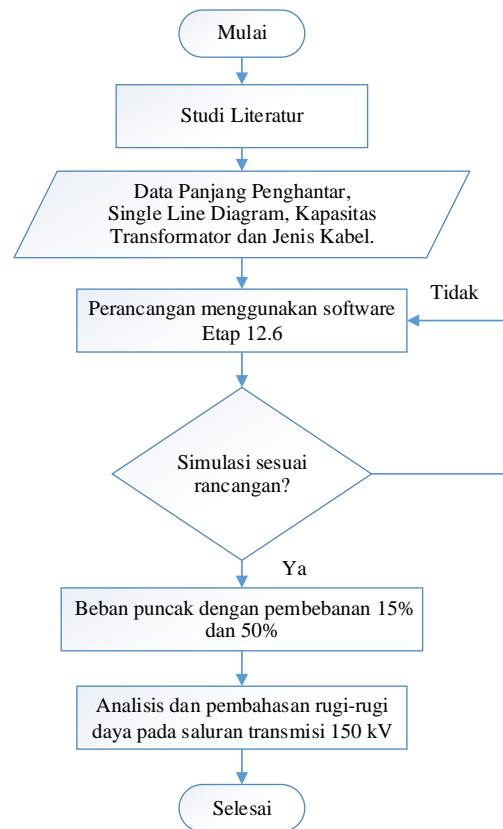 Mulai
Studi Literatur
Data Panjang Penghantar,
Single Line Diagram, Kapasitas
Transformator dan Jenis Kabel.
Tidak
Perancangan menggunakan software
Etap 12.6
Simulasi sesuai
rancangan?
Ya
Beban puncak dengan pembebanan 15%
dan 50%
Analisis dan pembahasan rugi-rugi
daya pada saluran transmisi 150 kV
Selesai